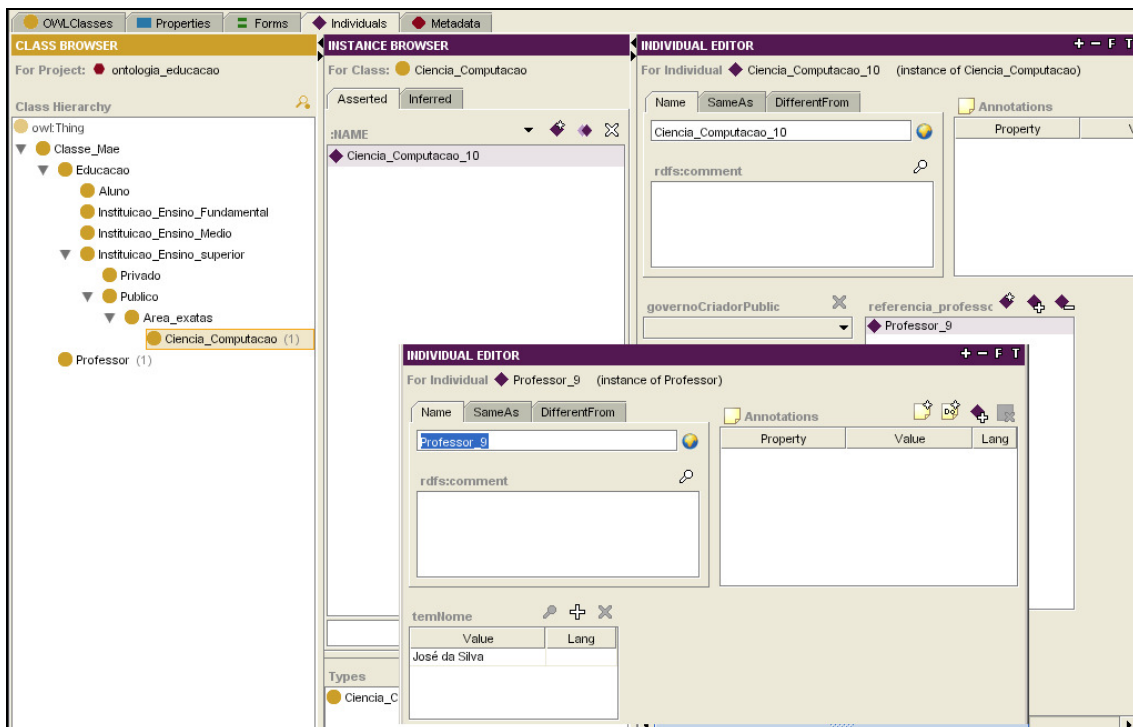 OWLClasses Properties Forms Individuals Metadata
CLASS BROWSER
For Project: ontologia_educacao
Class Hierarchy
owl:Thing
Classe_Mae
Educacao
Aluno
Instituicao_Ensino_Fundamental
Instituicao_Ensino_Medio
Instituicao_Ensino_superior
Privado
Publico
Area_exatas
Ciencia_Computacao (1)
Professor (1)
INSTANCE BROWSER
For Class: Ciencia_Computacao
Asserted Inferred
:NAME
Ciencia_Computacao_10
Types
Ciencia_C
INDIVIDUAL EDITOR + − F T
For Individual Ciencia_Computacao_10 (instance of Ciencia_Computacao)
Name SameAs DifferentFrom
Annotations
Property V
Ciencia_Computacao_10
rdfs:comment
governoCriadorPublic referencia_professo
Professor_9
INDIVIDUAL EDITOR + − F T
For Individual Professor_9 (instance of Professor)
Name SameAs DifferentFrom
Annotations
Property Value Lang
Professor_9
rdfs:comment
temNome
Value Lang
José da Silva